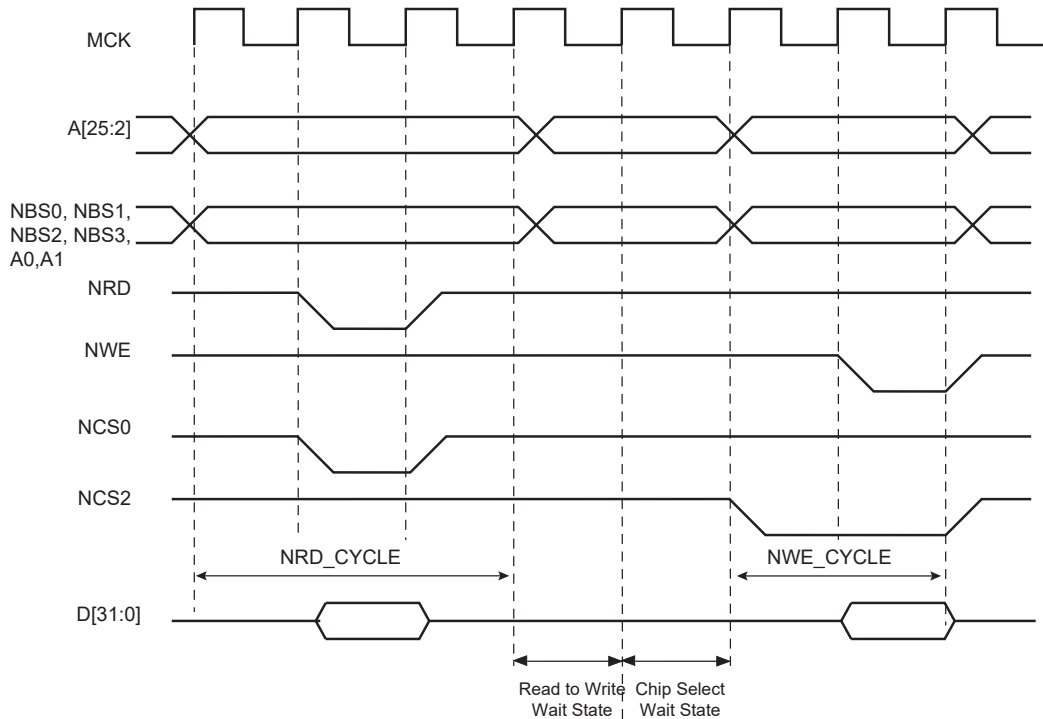 MCK
A[25:2]
NBS0, NBS1,
NBS2, NBS3,
A0,A1
NRD
NWE
NCS0
NCS2
NRD_CYCLE
NWE_CYCLE
D[31:0]
Read to Write
Wait State
Chip Select
Wait State